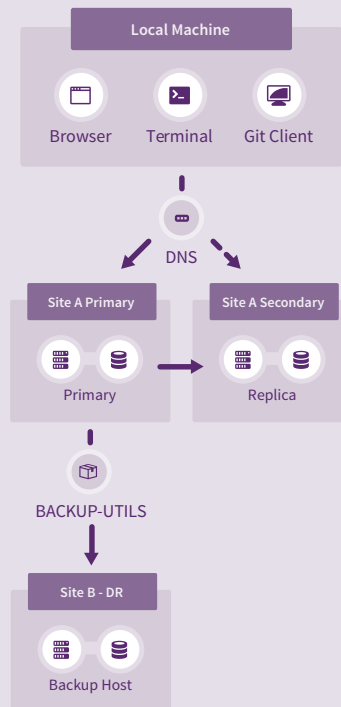 Local Machine
Browser
Terminal
Git Client
DNS
Site A Primary
Site A Secondary
Primary
Replica
BACKUP-UTILS
Site B - DR
Backup Host